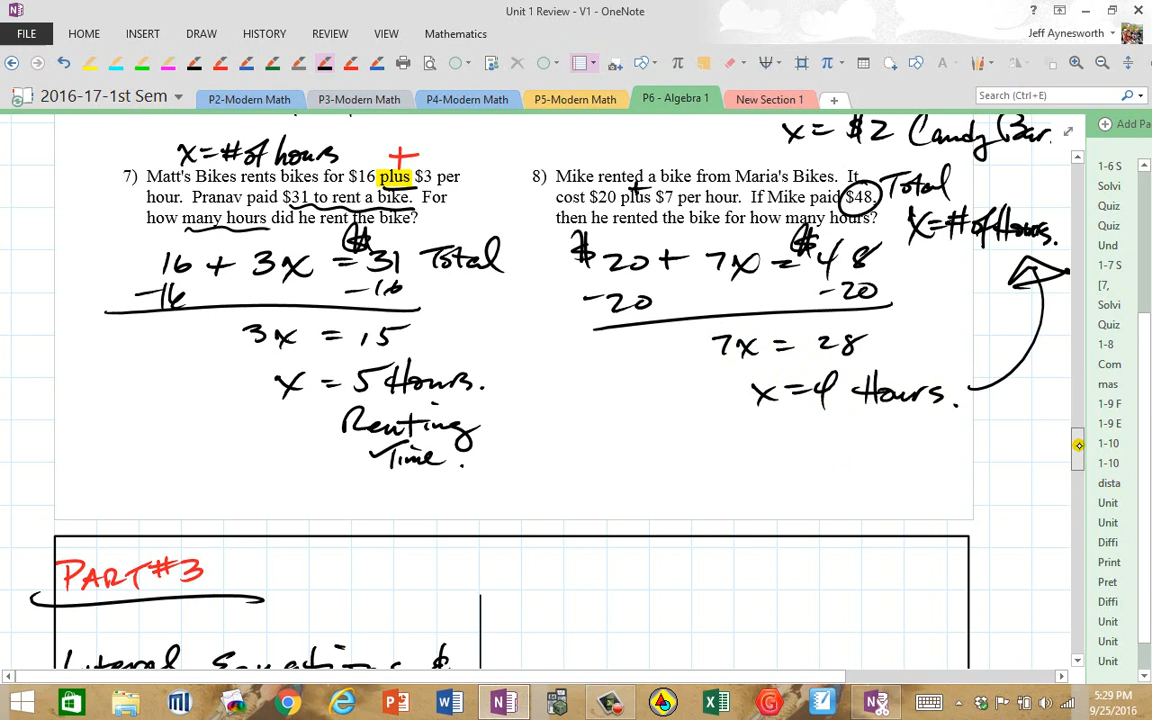 Unit 1 Review - V1 - OneNote
?
FILE HOME INSERT DRAW HISTORY REVIEW VIEW Mathematics
Jeff Aynesworth
2016-17-1st Sem
P2-Modern Math P3-Modern Math P4-Modern Math P5-Modern Math P6 - Algebra 1 New Section 1
Search (Ctrl+E)
Add Pa
x = $2 Candy Bar.
x = # of hours
+
7) Matt's Bikes rents bikes for $16 plus $3 per
hour. Pranav paid $31 to rent a bike. For
how many hours did he rent the bike?
16 + 3x = $31 Total
-16 -16
3x = 15
x = 5 Hours.
Renting
Time.
8) Mike rented a bike from Maria's Bikes. It
cost $20 plus $7 per hour. If Mike paid $48,
then he rented the bike for how many hours?
+
Total
X = # of Hours.
$20 + 7x = $48
-20 -20
7x = 28
x = 4 Hours.
PART #3
Literal Equations &
1-6 S
Solvi
Quiz
Quiz
Und
1-7 S
[7,
Solvi
Quiz
1-8
Com
mas
1-9 F
1-9 E
1-10
1-10
dista
Unit
Unit
Diffi
Print
Pret
Diffi
Unit
Unit
Unit
5:29 PM
9/25/2016